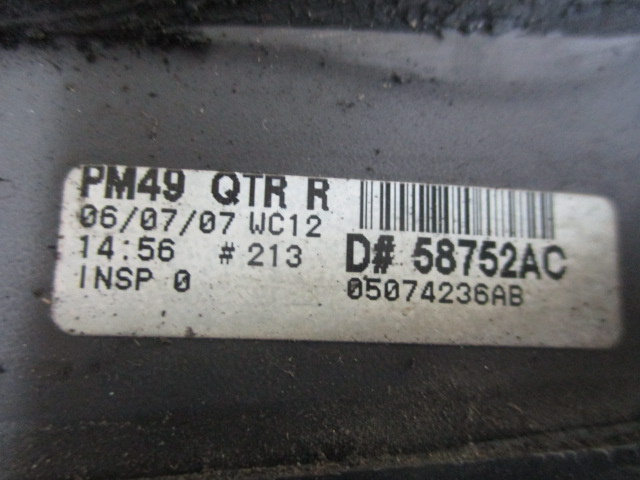 PM49 QTR R
06/07/07 WC12
14:56 # 213
INSP 0
D# 58752AC
05074236AB